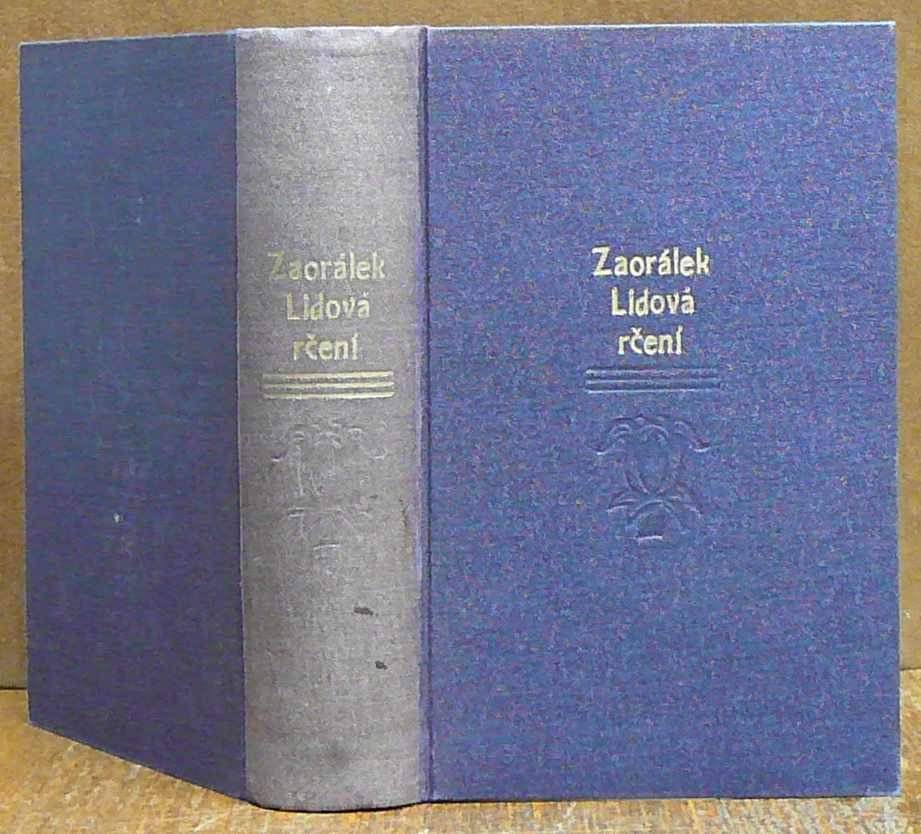 Zaorálek
Lidová
rčení
Zaorálek
Lidová
rčení